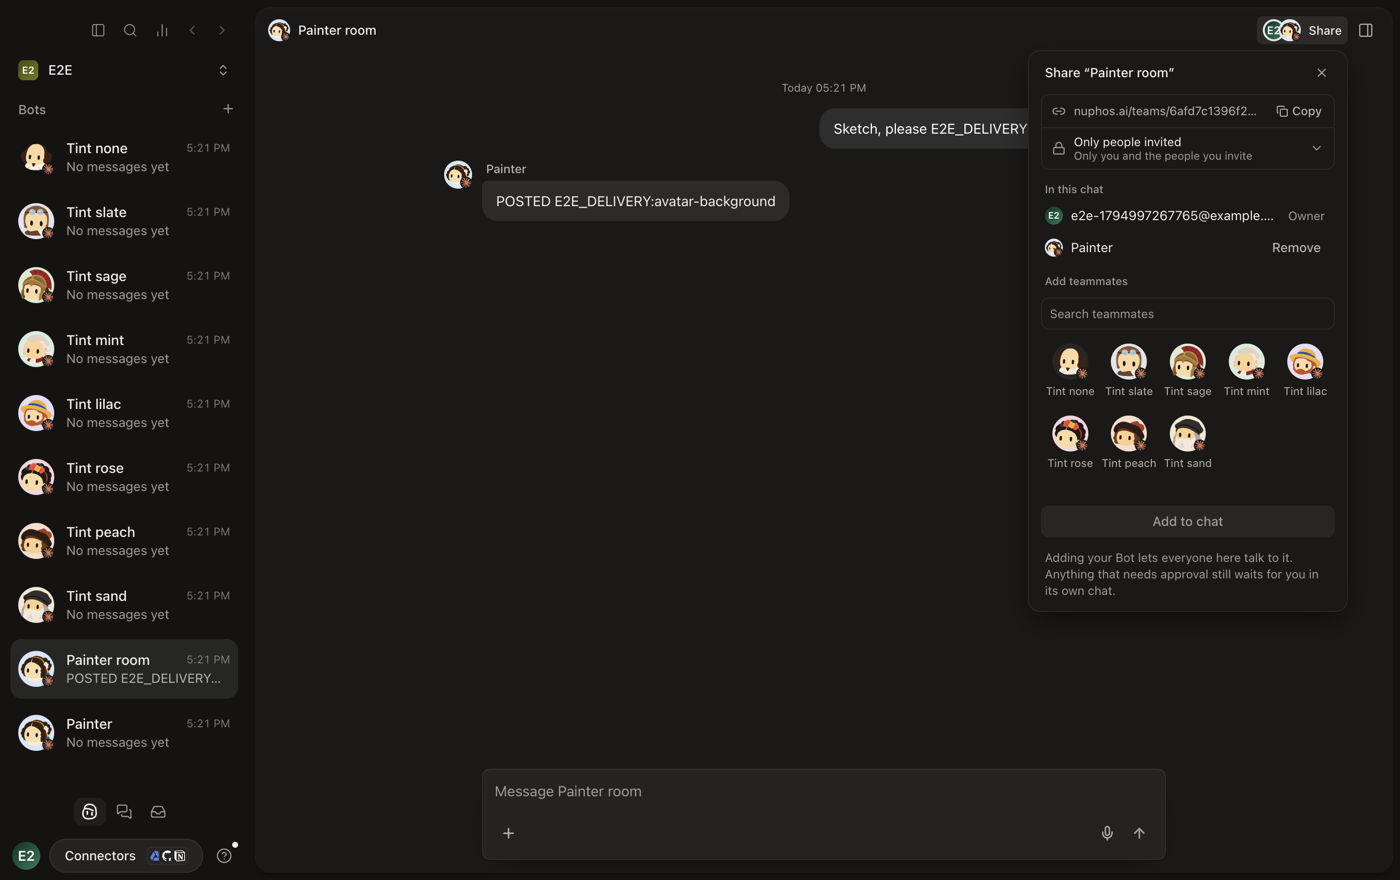 E2 E2E
Bots
Tint none 5:21 PM
No messages yet
Tint slate 5:21 PM
No messages yet
Tint sage 5:21 PM
No messages yet
Tint mint 5:21 PM
No messages yet
Tint lilac 5:21 PM
No messages yet
Tint rose 5:21 PM
No messages yet
Tint peach 5:21 PM
No messages yet
Tint sand 5:21 PM
No messages yet
Painter room 5:21 PM
POSTED E2E_DELIVERY...
Painter 5:21 PM
No messages yet
E2 Connectors
Painter room
E2 Share
Today 05:21 PM
Sketch, please E2E_DELIVERY
Painter
POSTED E2E_DELIVERY:avatar-background
Message Painter room
Share “Painter room”
nuphos.ai/teams/6afd7c1396f2... Copy
Only people invited
Only you and the people you invite
In this chat
E2 e2e-1794997267765@example.... Owner
Painter Remove
Add teammates
Search teammates
Tint none Tint slate Tint sage Tint mint Tint lilac
Tint rose Tint peach Tint sand
Add to chat
Adding your Bot lets everyone here talk to it.
Anything that needs approval still waits for you in
its own chat.